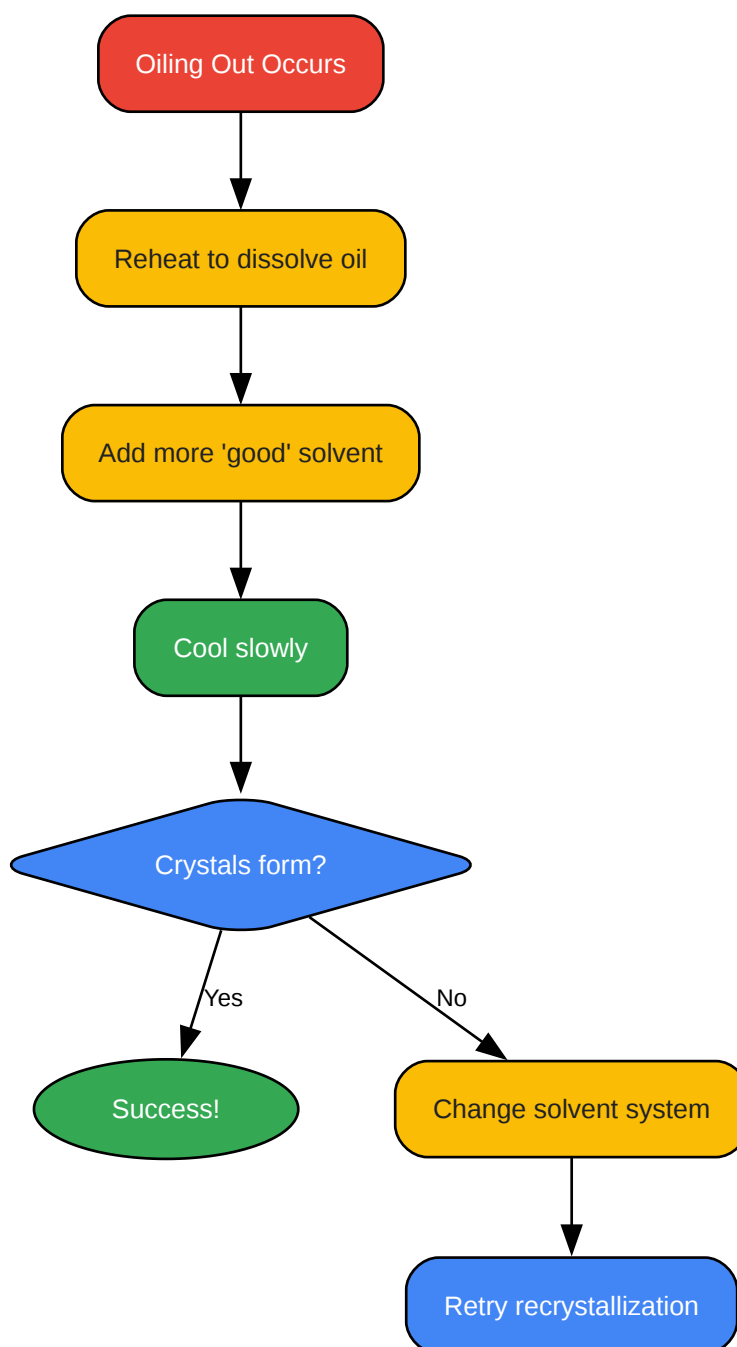 Oiling Out Occurs
Reheat to dissolve oil
Add more 'good' solvent
Cool slowly
Crystals form?
Yes
No
Success!
Change solvent system
Retry recrystallization